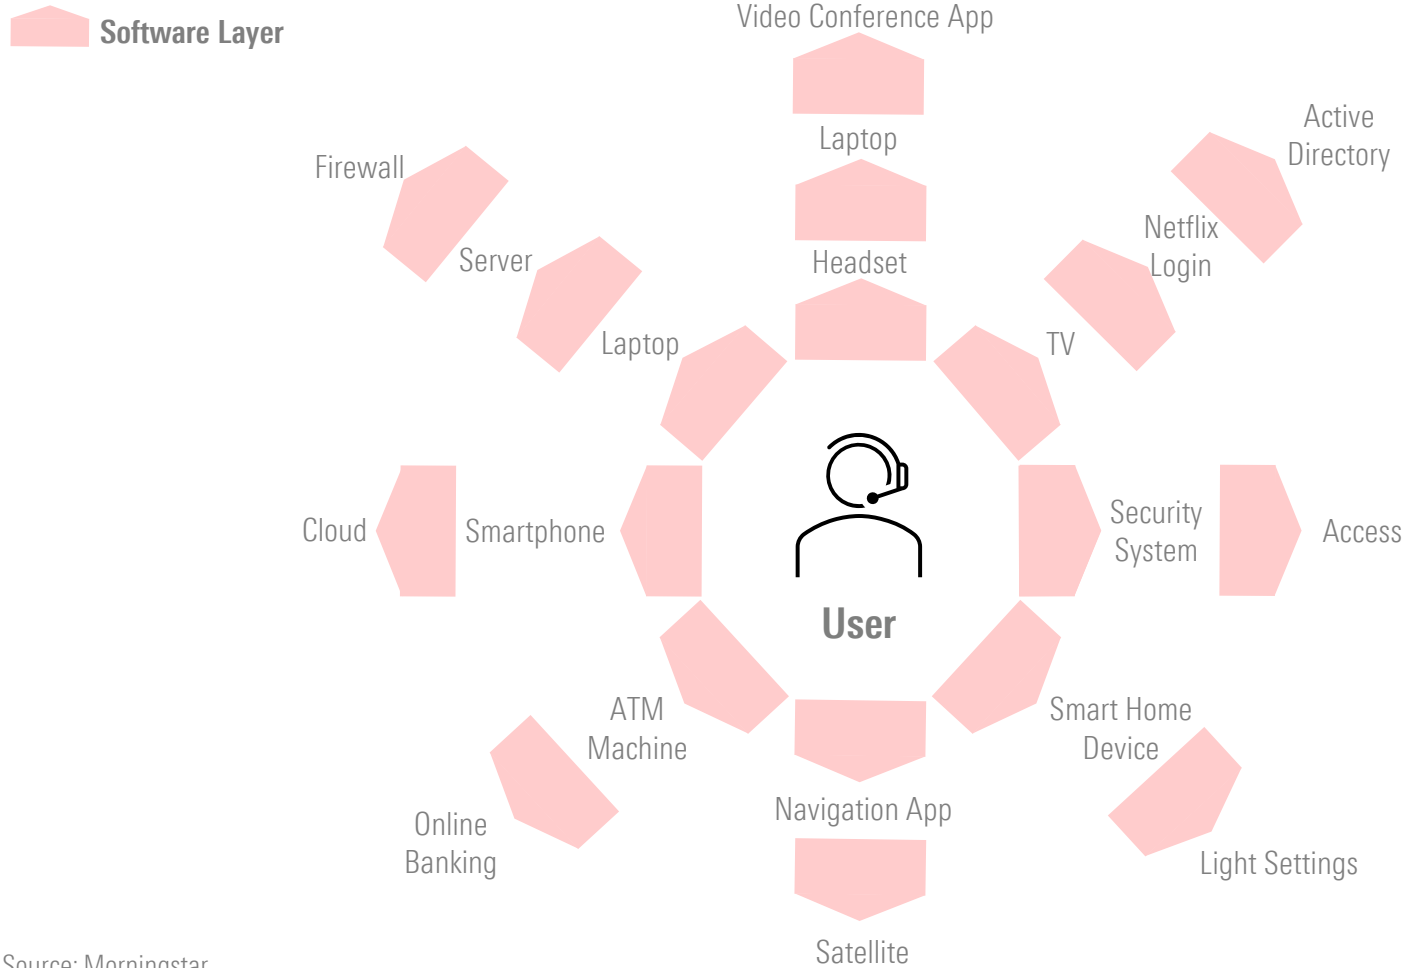 Software Layer
Video Conference App
Active
Directory
Laptop
Firewall
Netflix
Login
Server
Headset
Laptop
TV
Cloud
Smartphone
Security
System
Access
User
ATM
Machine
Smart Home
Device
Navigation App
Online
Banking
Light Settings
Satellite
Source: Morningstar